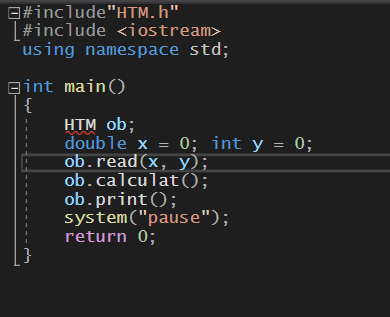 #include"HTM.h"
#include <iostream>
using namespace std;
int main()
{
HTM ob;
double x = 0; int y = 0;
ob.read(x, y);
ob.calculat();
ob.print();
system("pause");
return 0;
}